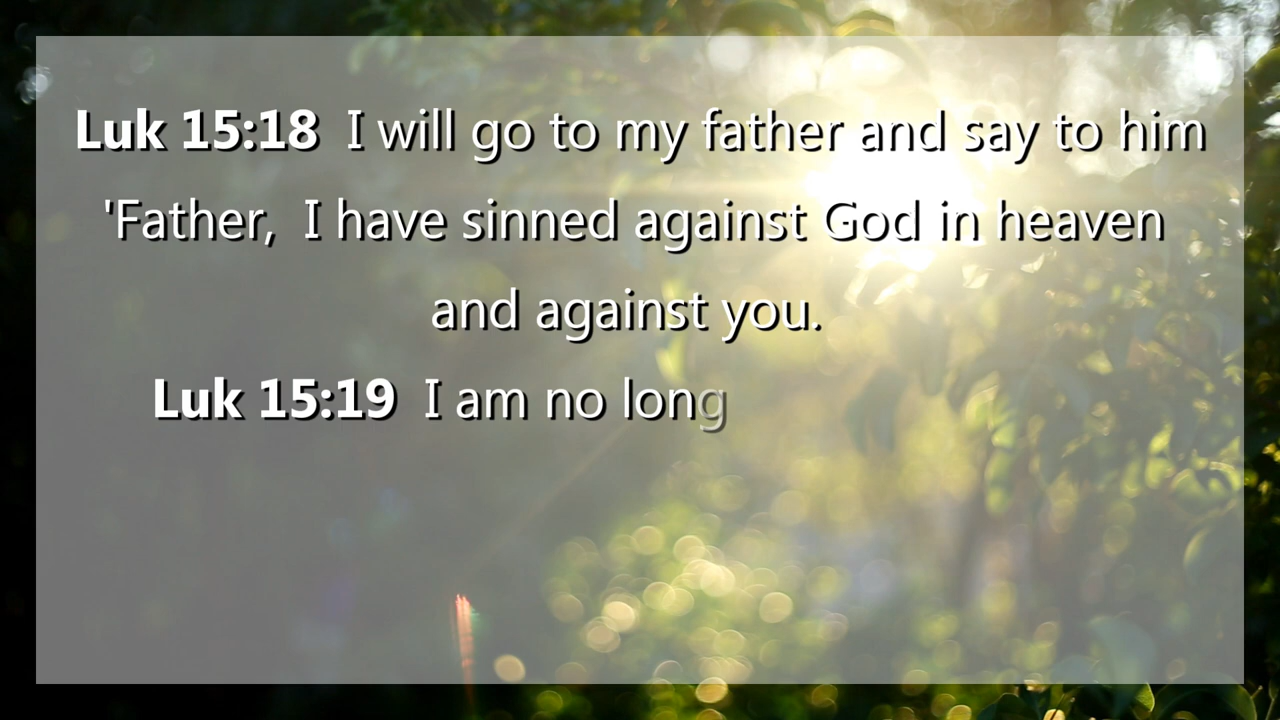 Luk 15:18  I will go to my father and say to him
'Father,  I have sinned against God in heaven
and against you.
Luk 15:19  I am no long